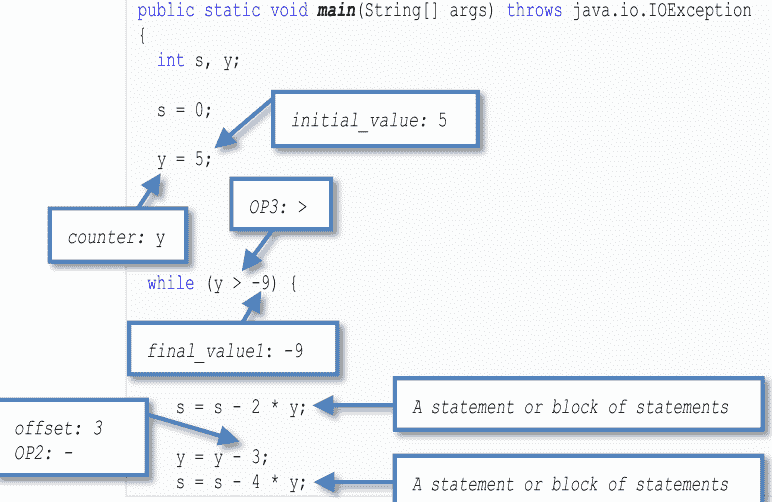 public static void main(String[] args) throws java.io.IOException
{
int s, y;
s = 0;
initial_value: 5
y = 5;
OP3: >
counter: y
while (y > -9) {
final_value1: -9
s = s - 2 * y;
A statement or block of statements
offset: 3
OP2: -
y = y - 3;
s = s - 4 * y;
A statement or block of statements